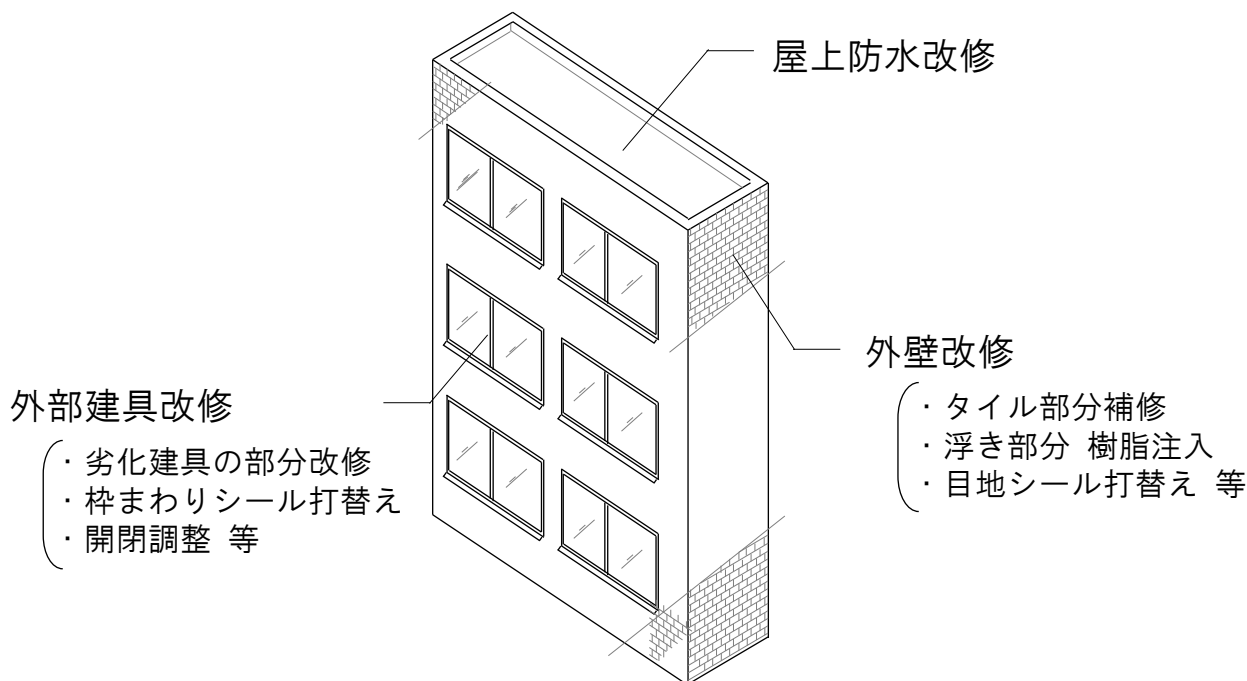 屋上防水改修
外壁改修
・タイル部分補修
・浮き部分 樹脂注入
・目地シール打替え 等
外部建具改修
・劣化建具の部分改修
・枠まわりシール打替え
・開閉調整 等